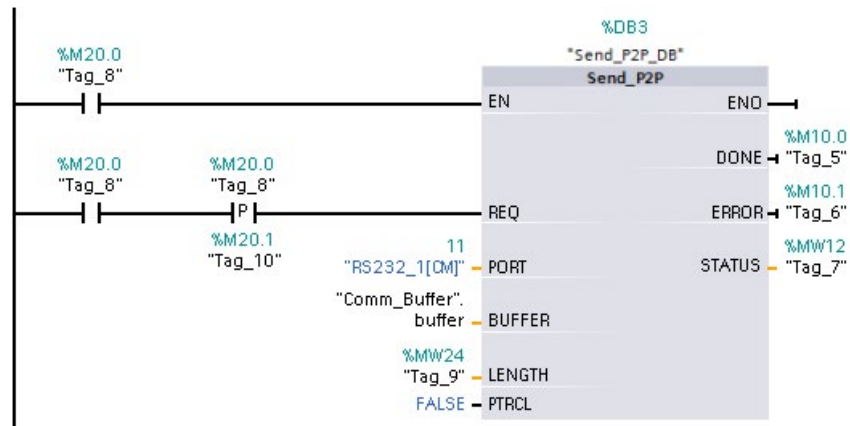 %DB3
"Send_P2P_DB"
Send_P2P
%M20.0
"Tag_8"
EN
ENO
%M20.0
"Tag_8"
%M20.0
"Tag_8"
P
%M20.1
"Tag_10"
REQ
DONE
%M10.0
"Tag_5"
ERROR
%M10.1
"Tag_6"
11
"RS232_1[CM]"
PORT
STATUS
%MW12
"Tag_7"
"Comm_Buffer".
buffer
BUFFER
%MW24
"Tag_9"
LENGTH
FALSE
PTRCL